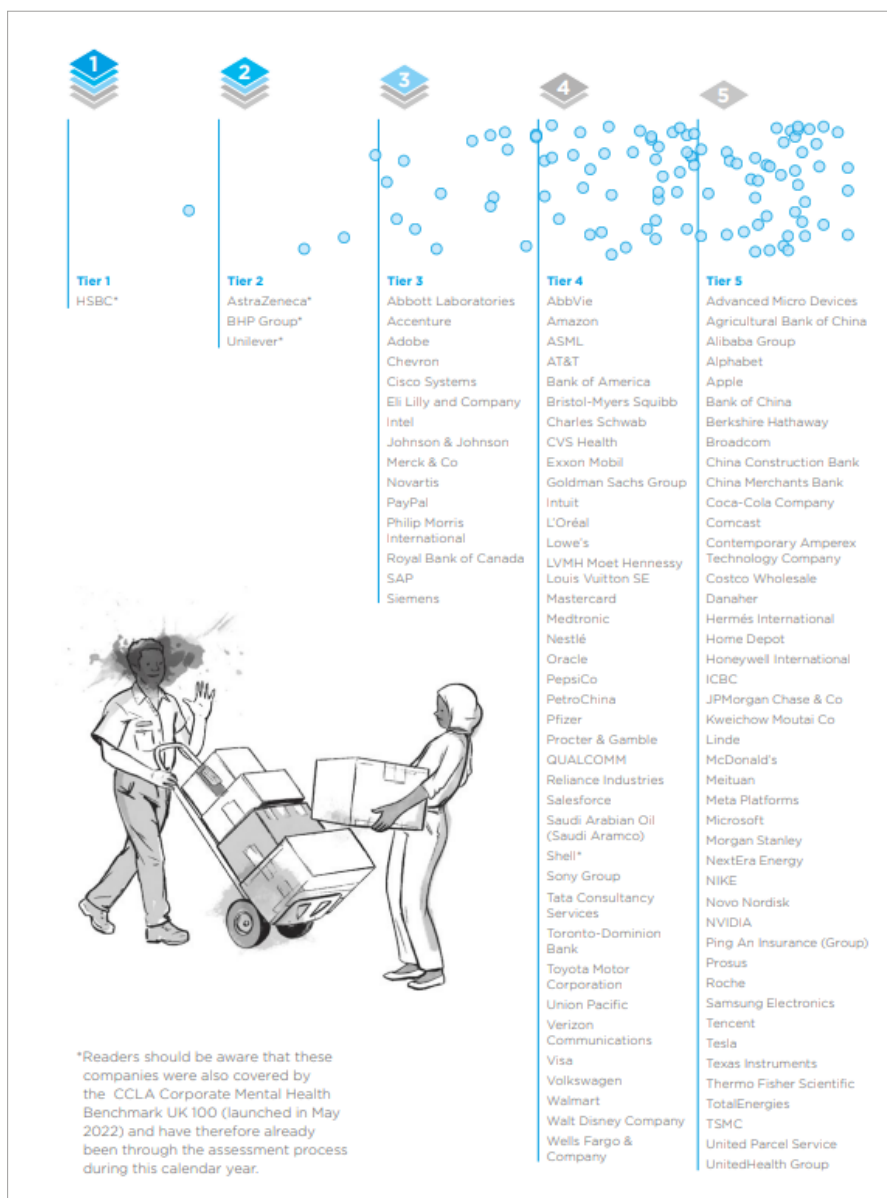 1
2
3
4
5
Tier 1
HSBC*
Tier 2
AstraZeneca*
BHP Group*
Unilever*
Tier 3
Abbott Laboratories
Accenture
Adobe
Chevron
Cisco Systems
Eli Lilly and Company
Intel
Johnson & Johnson
Merck & Co
Novartis
PayPal
Philip Morris
International
Royal Bank of Canada
SAP
Siemens
Tier 4
AbbVie
Amazon
ASML
AT&T
Bank of America
Bristol-Myers Squibb
Charles Schwab
CVS Health
Exxon Mobil
Goldman Sachs Group
Intuit
L'Oréal
Lowe's
LVMH Moet Hennessy
Louis Vuitton SE
Mastercard
Medtronic
Nestlé
Oracle
PepsiCo
PetroChina
Pfizer
Procter & Gamble
QUALCOMM
Reliance Industries
Salesforce
Saudi Arabian Oil
(Saudi Aramco)
Shell*
Sony Group
Tata Consultancy
Services
Toronto-Dominion
Bank
Toyota Motor
Corporation
Union Pacific
Verizon
Communications
Visa
Volkswagen
Walmart
Walt Disney Company
Wells Fargo &
Company
Tier 5
Advanced Micro Devices
Agricultural Bank of China
Alibaba Group
Alphabet
Apple
Bank of China
Berkshire Hathaway
Broadcom
China Construction Bank
China Merchants Bank
Coca-Cola Company
Comcast
Contemporary Amperex
Technology Company
Costco Wholesale
Danaher
Hermés International
Home Depot
Honeywell International
ICBC
JPMorgan Chase & Co
Kweichow Moutai Co
Linde
McDonald's
Meituan
Meta Platforms
Microsoft
Morgan Stanley
NextEra Energy
NIKE
Novo Nordisk
NVIDIA
Ping An Insurance (Group)
Prosus
Roche
Samsung Electronics
Tencent
Tesla
Texas Instruments
Thermo Fisher Scientific
TotalEnergies
TSMC
United Parcel Service
UnitedHealth Group
*Readers should be aware that these
companies were also covered by
the CCLA Corporate Mental Health
Benchmark UK 100 (launched in May
2022) and have therefore already
been through the assessment process
during this calendar year.